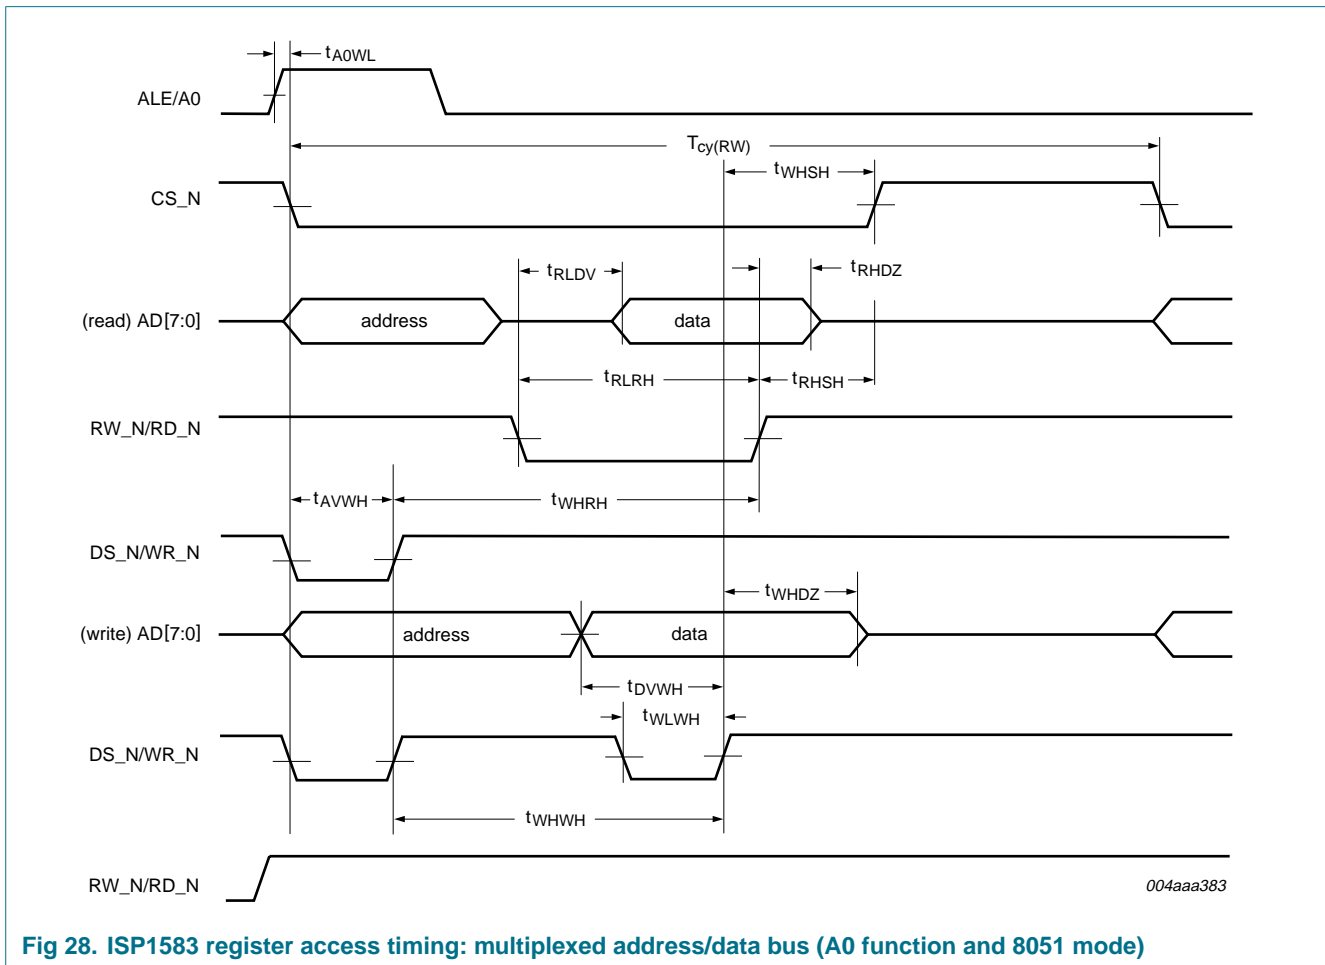 tA0WL
ALE/A0
Tcy(RW)
tWHSH
CS_N
tRLDV
tRHDZ
(read) AD[7:0]
address
data
tRLRH
tRHSH
RW_N/RD_N
tAVWH
tWHRH
DS_N/WR_N
tWHDZ
(write) AD[7:0]
address
data
tDVWH
tWLWH
DS_N/WR_N
tWHWH
RW_N/RD_N
004aaa383
Fig 28. ISP1583 register access timing: multiplexed address/data bus (A0 function and 8051 mode)